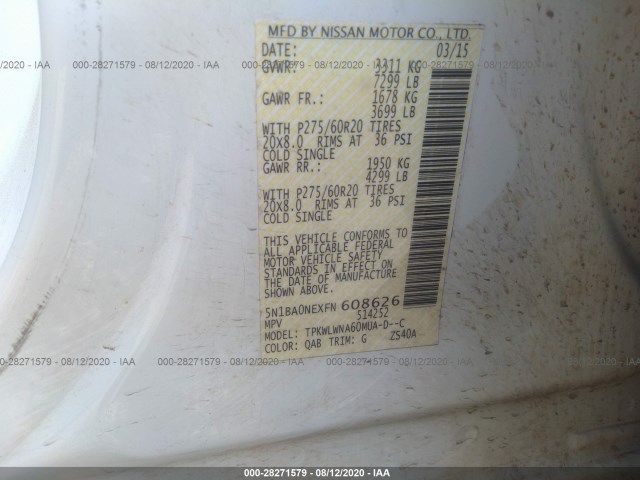 MFD BY NISSAN MOTOR CO., LTD.
DATE: 03/15
GVWR: 3311 KG
7299 LB
GAWR FR.: 1678 KG
3699 LB
WITH P275/60R20 TIRES
20X8.0 RIMS AT 36 PSI
COLD SINGLE
GAWR RR.: 1950 KG
4299 LB
WITH P275/60R20 TIRES
20X8.0 RIMS AT 36 PSI
COLD SINGLE
THIS VEHICLE CONFORMS TO
ALL APPLICABLE FEDERAL
MOTOR VEHICLE SAFETY
STANDARDS IN EFFECT ON
THE DATE OF MANUFACTURE
SHOWN ABOVE.
5N1BA0NEXFN 608626
MPV 514252
MODEL: TPKWLWNA60MUA-D--C
COLOR: QAB TRIM: G ZS40A
000-28271579 - 08/12/2020 - IAA